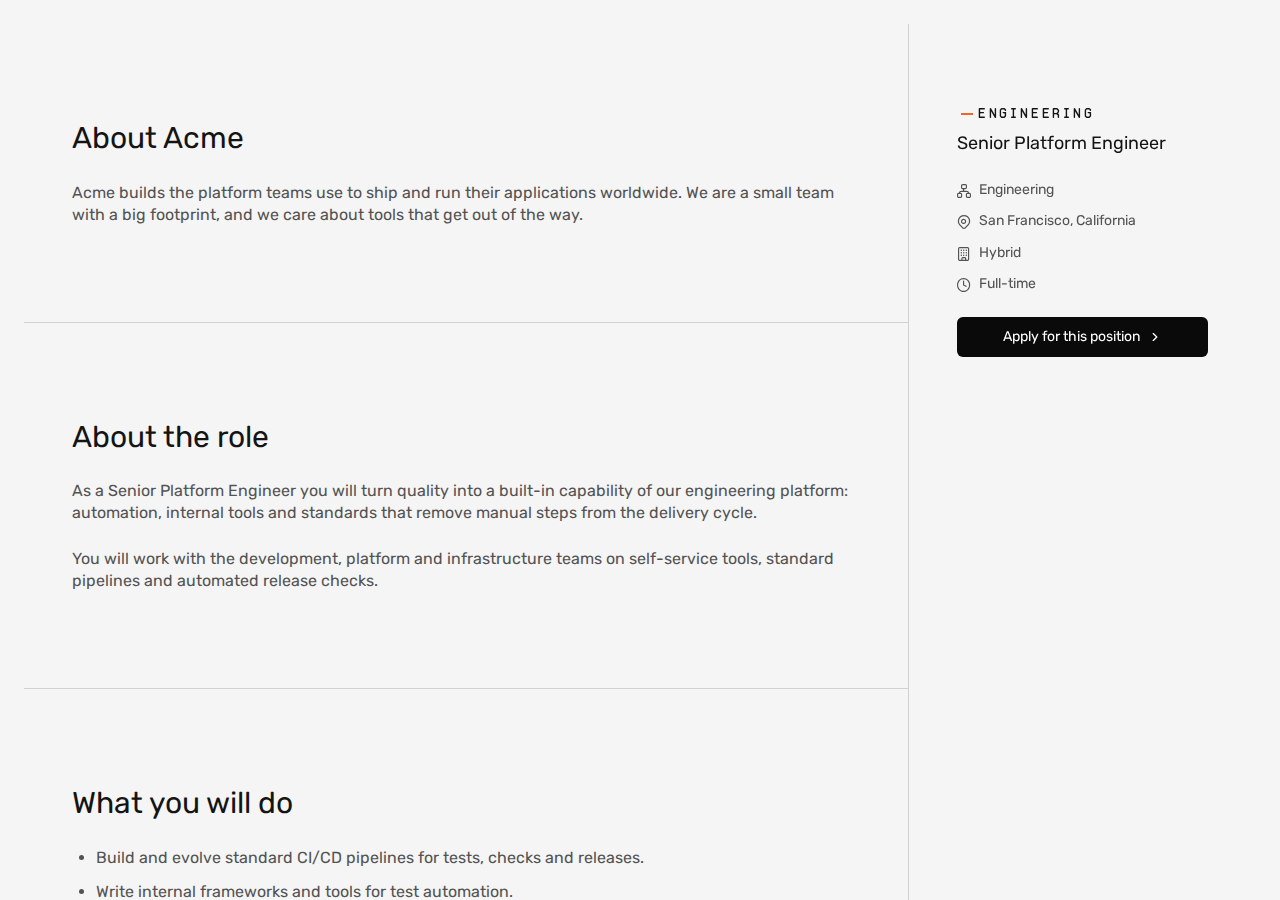 About Acme
Acme builds the platform teams use to ship and run their applications worldwide. We are a small team
with a big footprint, and we care about tools that get out of the way.
About the role
As a Senior Platform Engineer you will turn quality into a built-in capability of our engineering platform:
automation, internal tools and standards that remove manual steps from the delivery cycle.
You will work with the development, platform and infrastructure teams on self-service tools, standard
pipelines and automated release checks.
What you will do
• Build and evolve standard CI/CD pipelines for tests, checks and releases.
• Write internal frameworks and tools for test automation.
ENGINEERING
Senior Platform Engineer
Engineering
San Francisco, California
Hybrid
Full-time
Apply for this position